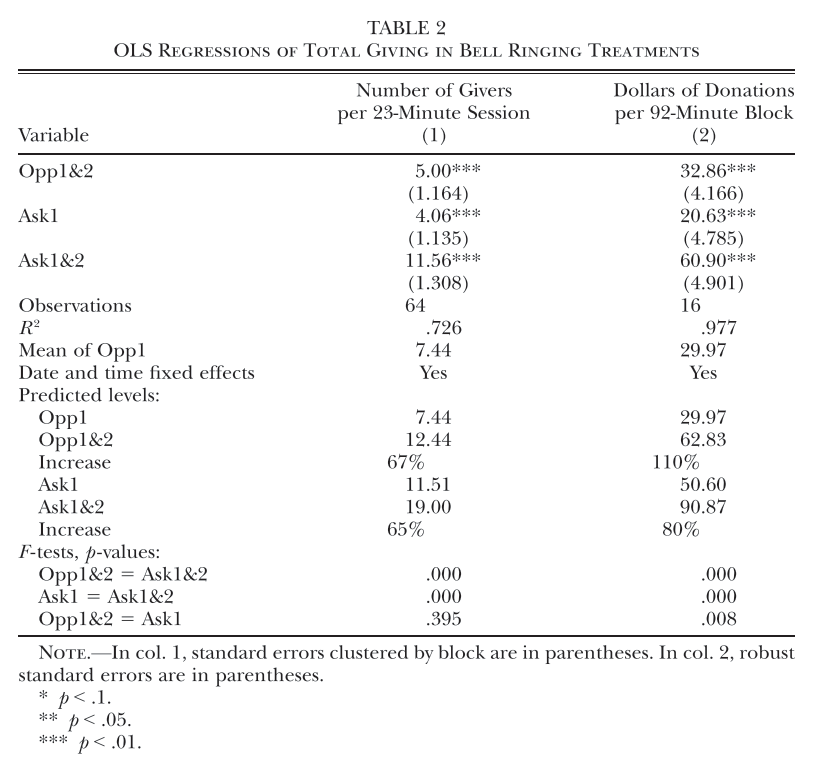 TABLE 2
OLS Regressions of Total Giving in Bell Ringing Treatments
Variable Number of Givers per 23-Minute Session (1) Dollars of Donations per 92-Minute Block (2)
Opp1&2 5.00*** 32.86***
(1.164) (4.166)
Ask1 4.06*** 20.63***
(1.135) (4.785)
Ask1&2 11.56*** 60.90***
(1.308) (4.901)
Observations 64 16
R² .726 .977
Mean of Opp1 7.44 29.97
Date and time fixed effects Yes Yes
Predicted levels:
Opp1 7.44 29.97
Opp1&2 12.44 62.83
Increase 67% 110%
Ask1 11.51 50.60
Ask1&2 19.00 90.87
Increase 65% 80%
F-tests, p-values:
Opp1&2 = Ask1&2 .000 .000
Ask1 = Ask1&2 .000 .000
Opp1&2 = Ask1 .395 .008
Note.—In col. 1, standard errors clustered by block are in parentheses. In col. 2, robust
standard errors are in parentheses.
* p < .1.
** p < .05.
*** p < .01.